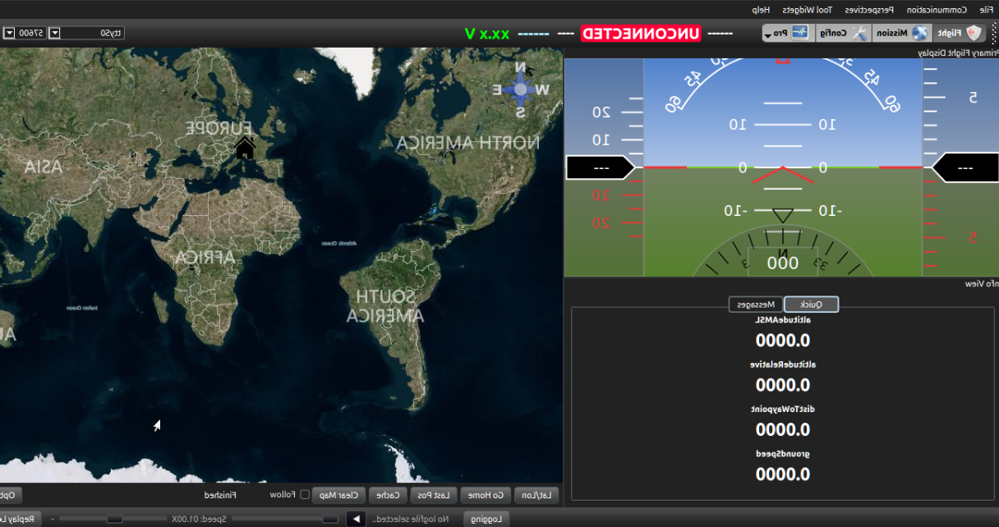 File Communication Perspectives Tool Widgets Help
Flight Mission Config Pro ------ UNCONNECTED ---- ------ xx.x V ttyS0 57600
Primary Flight Display
60 45 30 30 45 60
5 10 10 20
10
--- 0 0 ---
5 -10 -10 10
20
33 N 3
000
N
W E
S
NORTH AMERICA EUROPE ASIA
Atlantic Ocean AFRICA
SOUTH
AMERICA
Indian Ocean
AU
Info View
Quick Messages
altitudeAMSL
0.0000
altitudeRelative
0.0000
distToWaypoint
0.0000
groundSpeed
0.0000
Lat/Lon Go Home Last Pos Cache Clear Map Follow Finished Opt
Logging No logfile selected.. Speed: 01.00X - Replay Lo